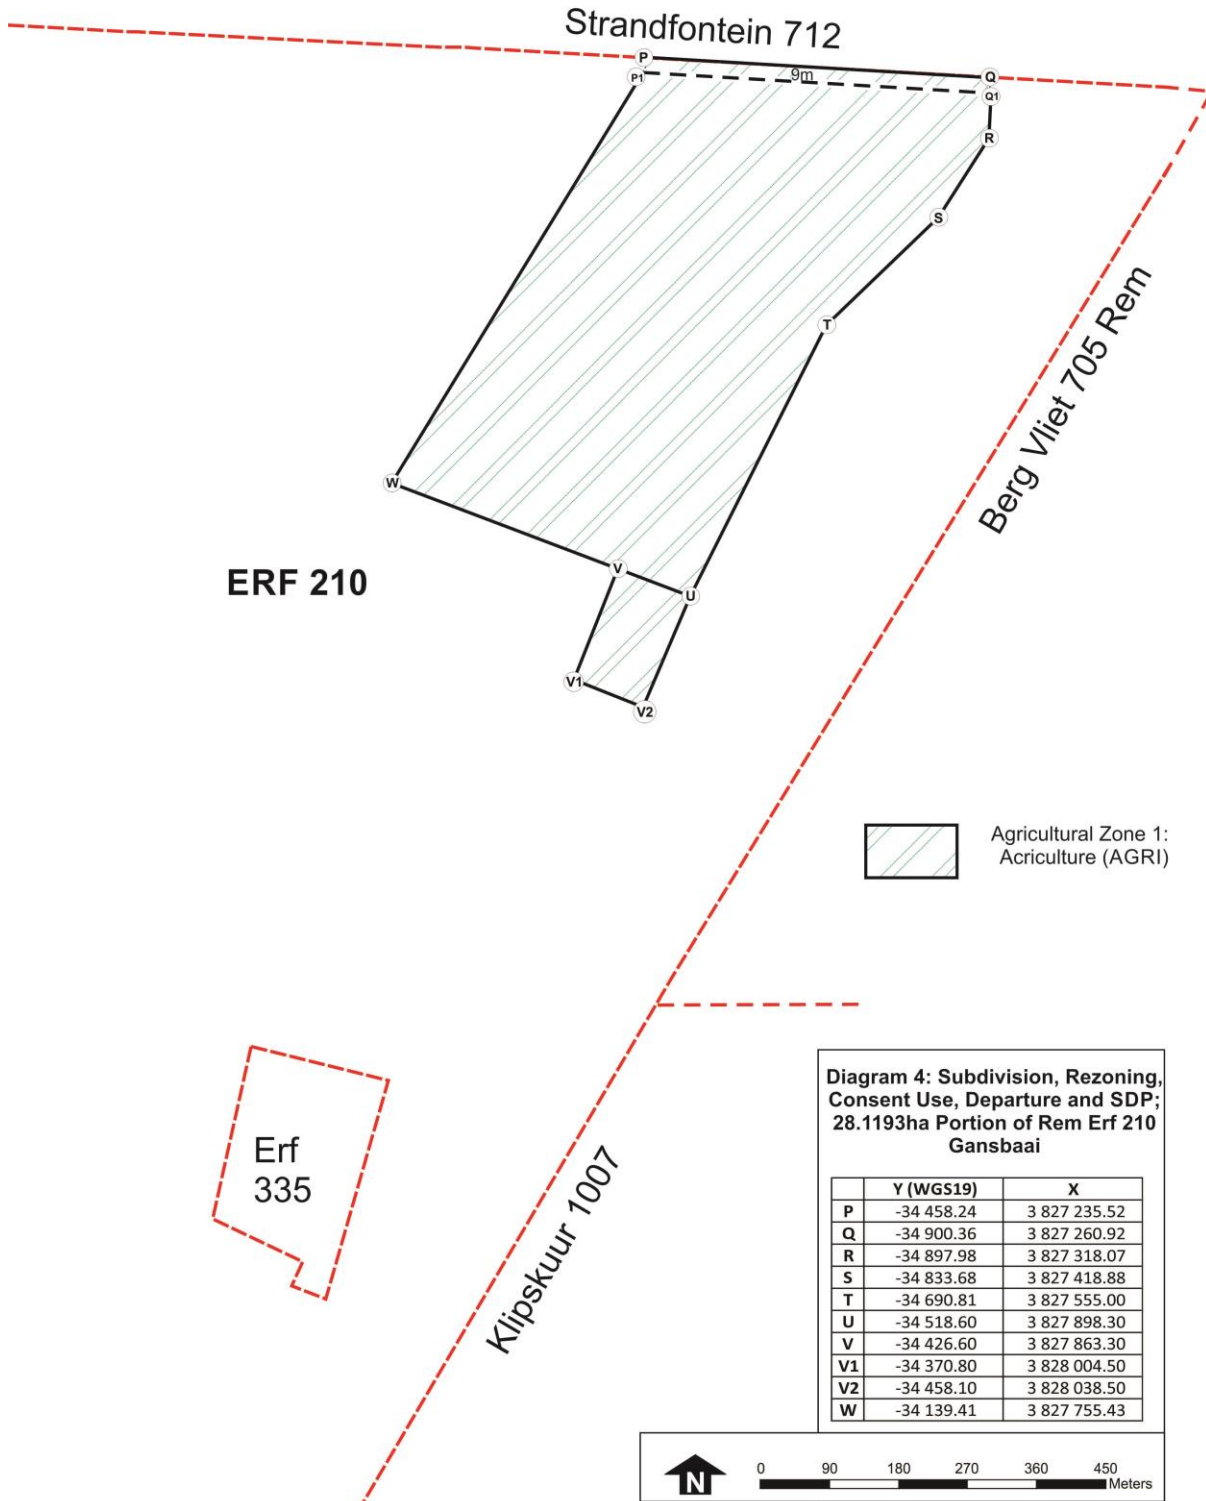 Strandfontein 712
P
Q
P1
9m
Q1
R
S
T
Berg Vliet 705 Rem
W
V
ERF 210
U
V1
V2
Agricultural Zone 1:
Acriculture (AGRI)
Erf
335
Klipskuur 1007
Diagram 4: Subdivision, Rezoning,
Consent Use, Departure and SDP;
28.1193ha Portion of Rem Erf 210
Gansbaai
Y (WGS19) X
P -34 458.24 3 827 235.52
Q -34 900.36 3 827 260.92
R -34 897.98 3 827 318.07
S -34 833.68 3 827 418.88
T -34 690.81 3 827 555.00
U -34 518.60 3 827 898.30
V -34 426.60 3 827 863.30
V1 -34 370.80 3 828 004.50
V2 -34 458.10 3 828 038.50
W -34 139.41 3 827 755.43
N
0 90 180 270 360 450
Meters